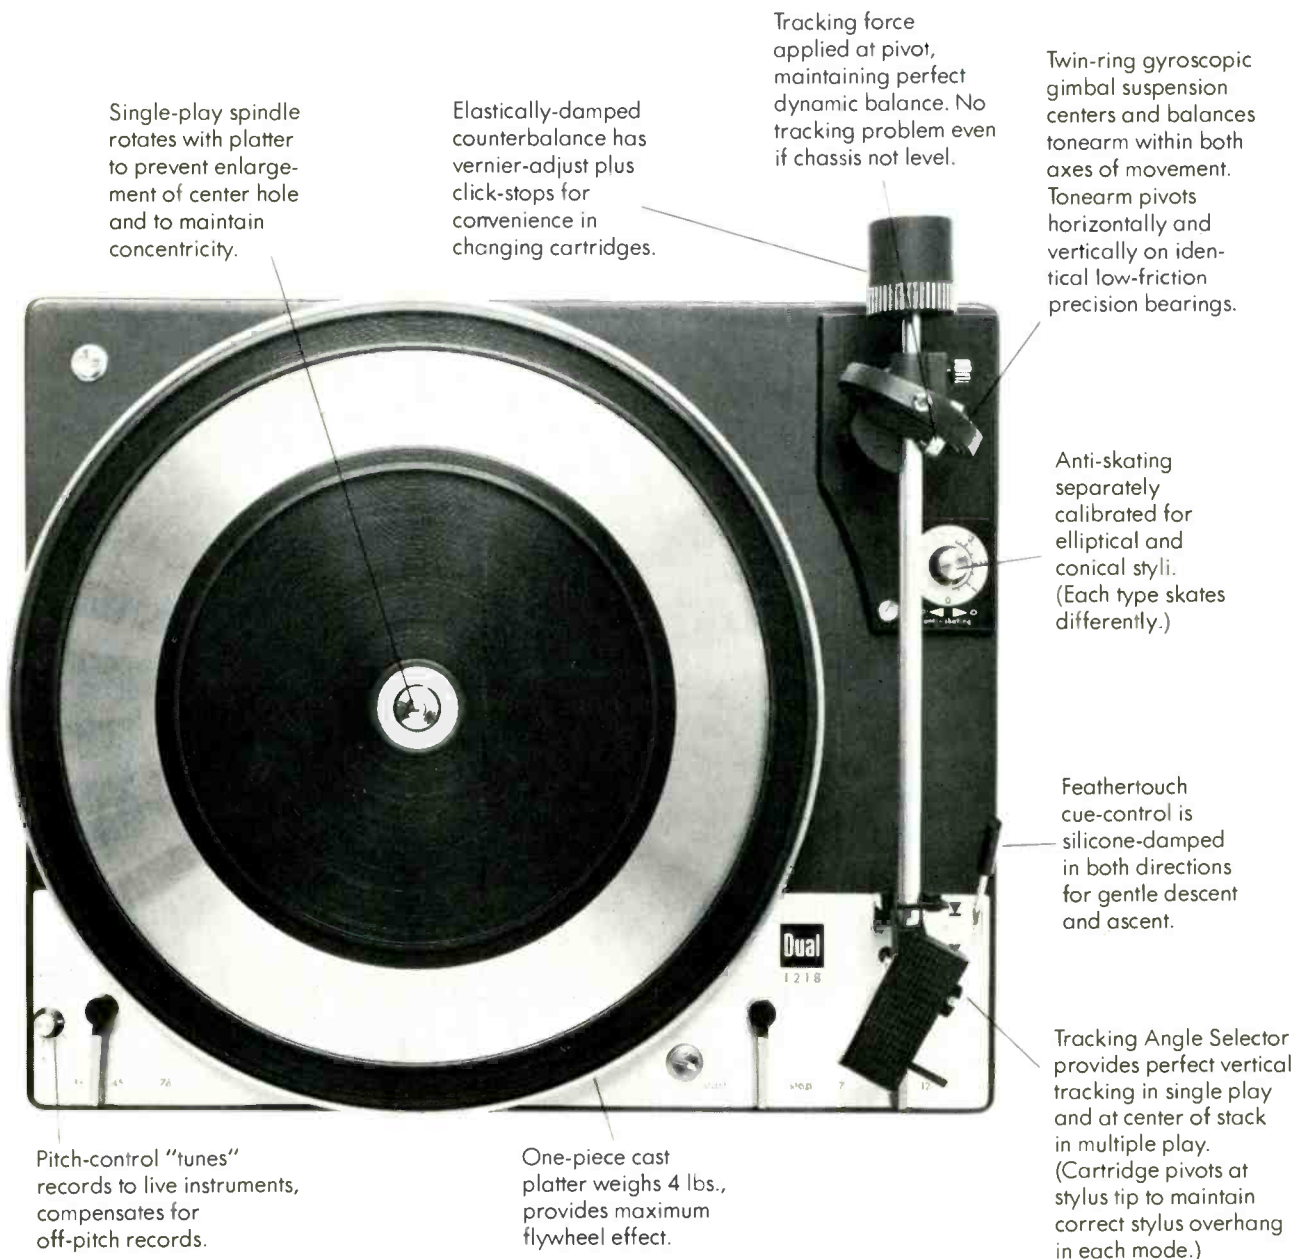 Tracking force
applied at pivot,
maintaining perfect
dynamic balance. No
tracking problem even
if chassis not level.
Twin-ring gyroscopic
gimbal suspension
centers and balances
tonearm within both
axes of movement.
Tonearm pivots
horizontally and
vertically on iden-
tical low-friction
precision bearings.
Single-play spindle
rotates with platter
to prevent enlarge-
ment of center hole
and to maintain
concentricity.
Elastically-damped
counterbalance has
vernier-adjust plus
click-stops for
convenience in
changing cartridges.
Anti-skating
separately
calibrated for
elliptical and
conical styli.
(Each type skates
differently.)
anti-skating
Feathertouch
cue-control is
silicone-damped
in both directions
for gentle descent
and ascent.
Dual
1218
45
start
stop
7
12
Tracking Angle Selector
provides perfect vertical
tracking in single play
and at center of stack
in multiple play.
(Cartridge pivots at
stylus tip to maintain
correct stylus overhang
in each mode.)
Pitch-control "tunes"
records to live instruments,
compensates for
off-pitch records.
One-piece cast
platter weighs 4 lbs.,
provides maximum
flywheel effect.